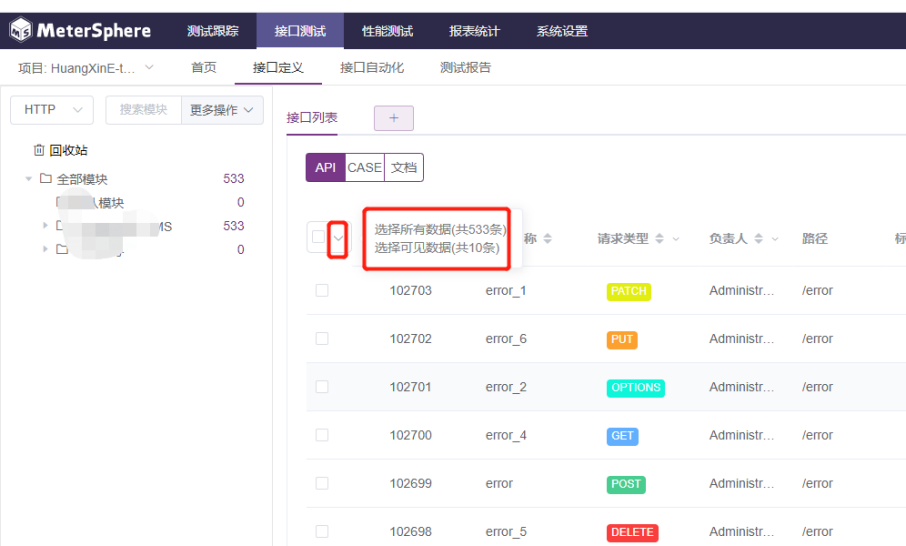 MeterSphere 测试跟踪 接口测试 性能测试 报表统计 系统设置
项目: HuangXinE-t... 首页 接口定义 接口自动化 测试报告
HTTP 搜索模块 更多操作
接口列表 +
回收站
API CASE 文档
全部模块 533
模块 0
MS 533
0
选择所有数据(共533条)
选择可见数据(共10条)
称 请求类型 负责人 路径 标
102703 error_1 PATCH Administr... /error
102702 error_6 PUT Administr... /error
102701 error_2 OPTIONS Administr... /error
102700 error_4 GET Administr... /error
102699 error POST Administr... /error
102698 error_5 DELETE Administr... /error